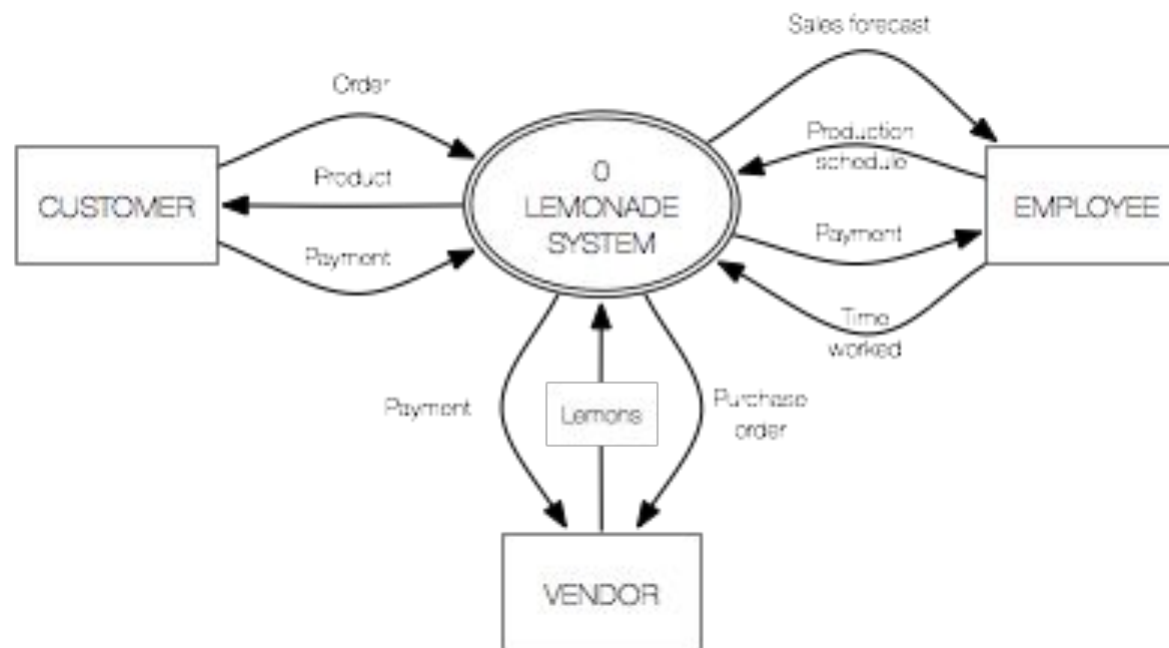 Sales forecast
Order
Production
schedule
Product
0
LEMONADE
SYSTEM
CUSTOMER
EMPLOYEE
Payment
Payment
Time
worked
Payment
Lemons
Purchase
order
VENDOR